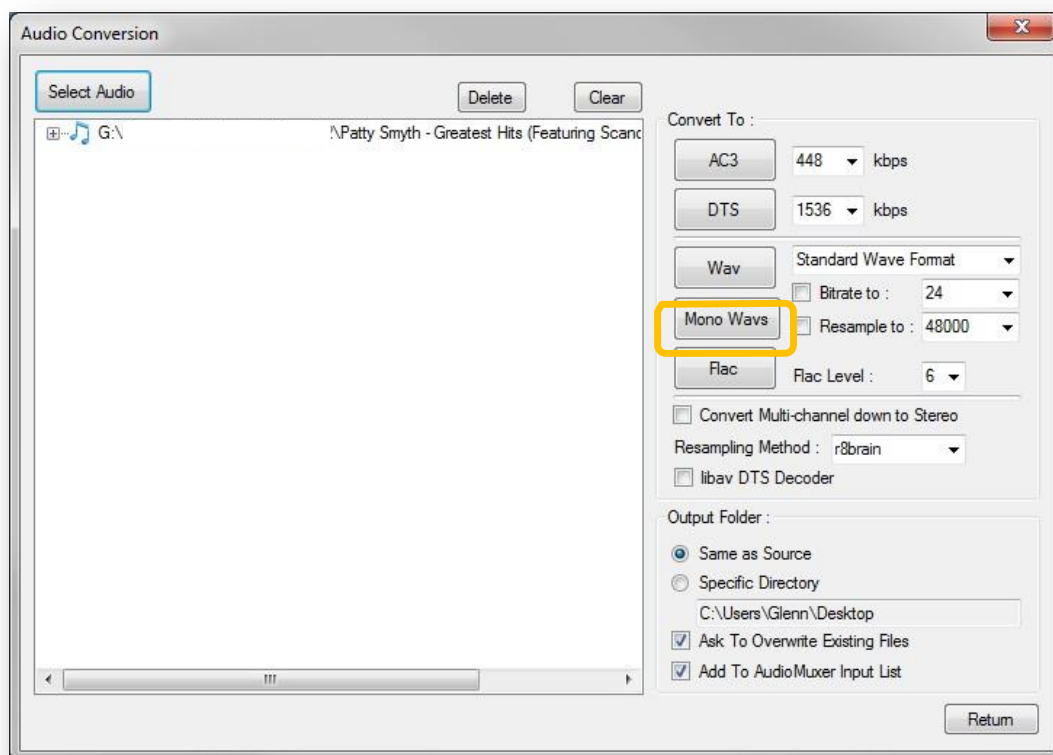 Audio Conversion
Select Audio
Delete
Clear
G:\ !\Patty Smyth - Greatest Hits (Featuring Scand
Convert To :
AC3 448 kbps
DTS 1536 kbps
Wav Standard Wave Format
Bitrate to : 24
Mono Wavs Resample to : 48000
Flac Flac Level : 6
Convert Multi-channel down to Stereo
Resampling Method : r8brain
libav DTS Decoder
Output Folder :
Same as Source
Specific Directory
C:\Users\Glenn\Desktop
Ask To Overwrite Existing Files
Add To AudioMuxer Input List
Return